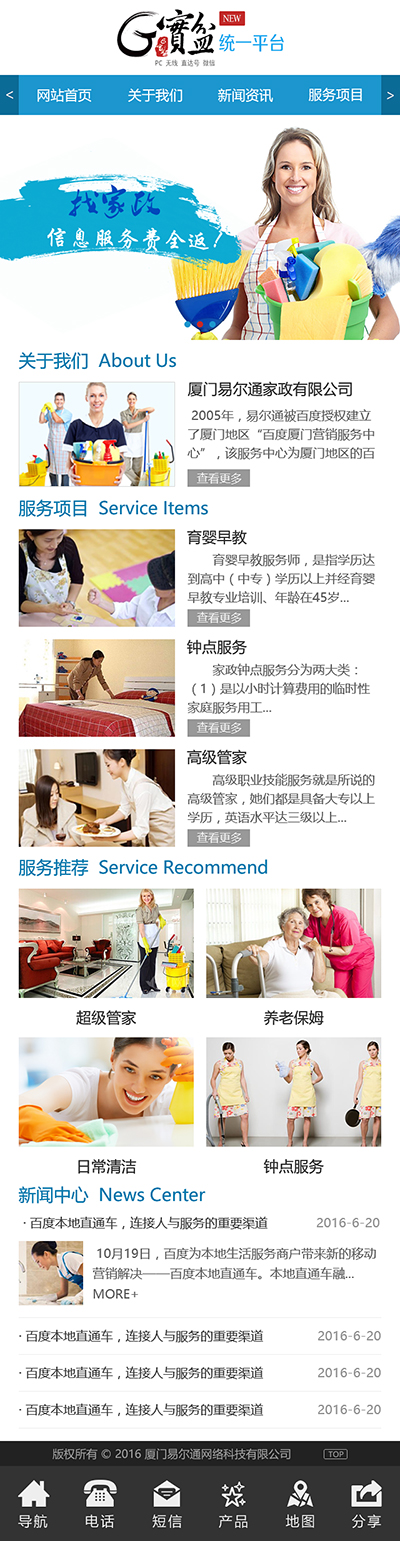 G寶盆
NEW
统一平台
PC 无线 直达号 微信
< 网站首页 关于我们 新闻资讯 服务项目 >
找家政
信息服务费全返!
关于我们 About Us
厦门易尔通家政有限公司
2005年，易尔通被百度授权建立
了厦门地区“百度厦门营销服务中
心”，该服务中心为厦门地区的百
查看更多
服务项目 Service Items
育婴早教
育婴早教服务师，是指学历达
到高中（中专）学历以上并经育婴
早教专业培训、年龄在45岁...
查看更多
钟点服务
家政钟点服务分为两大类：
（1）是以小时计算费用的临时性
家庭服务用工...
查看更多
高级管家
高级职业技能服务就是所说的
高级管家，她们都是具备大专以上
学历，英语水平达三级以上...
查看更多
服务推荐 Service Recommend
超级管家 养老保姆
日常清洁 钟点服务
新闻中心 News Center
· 百度本地直通车，连接人与服务的重要渠道 2016-6-20
10月19日，百度为本地生活服务商户带来新的移动
营销解决——百度本地直通车。本地直通车融...
MORE+
· 百度本地直通车，连接人与服务的重要渠道 2016-6-20
· 百度本地直通车，连接人与服务的重要渠道 2016-6-20
· 百度本地直通车，连接人与服务的重要渠道 2016-6-20
版权所有 © 2016 厦门易尔通网络科技有限公司 TOP
导航 电话 短信 产品 地图 分享